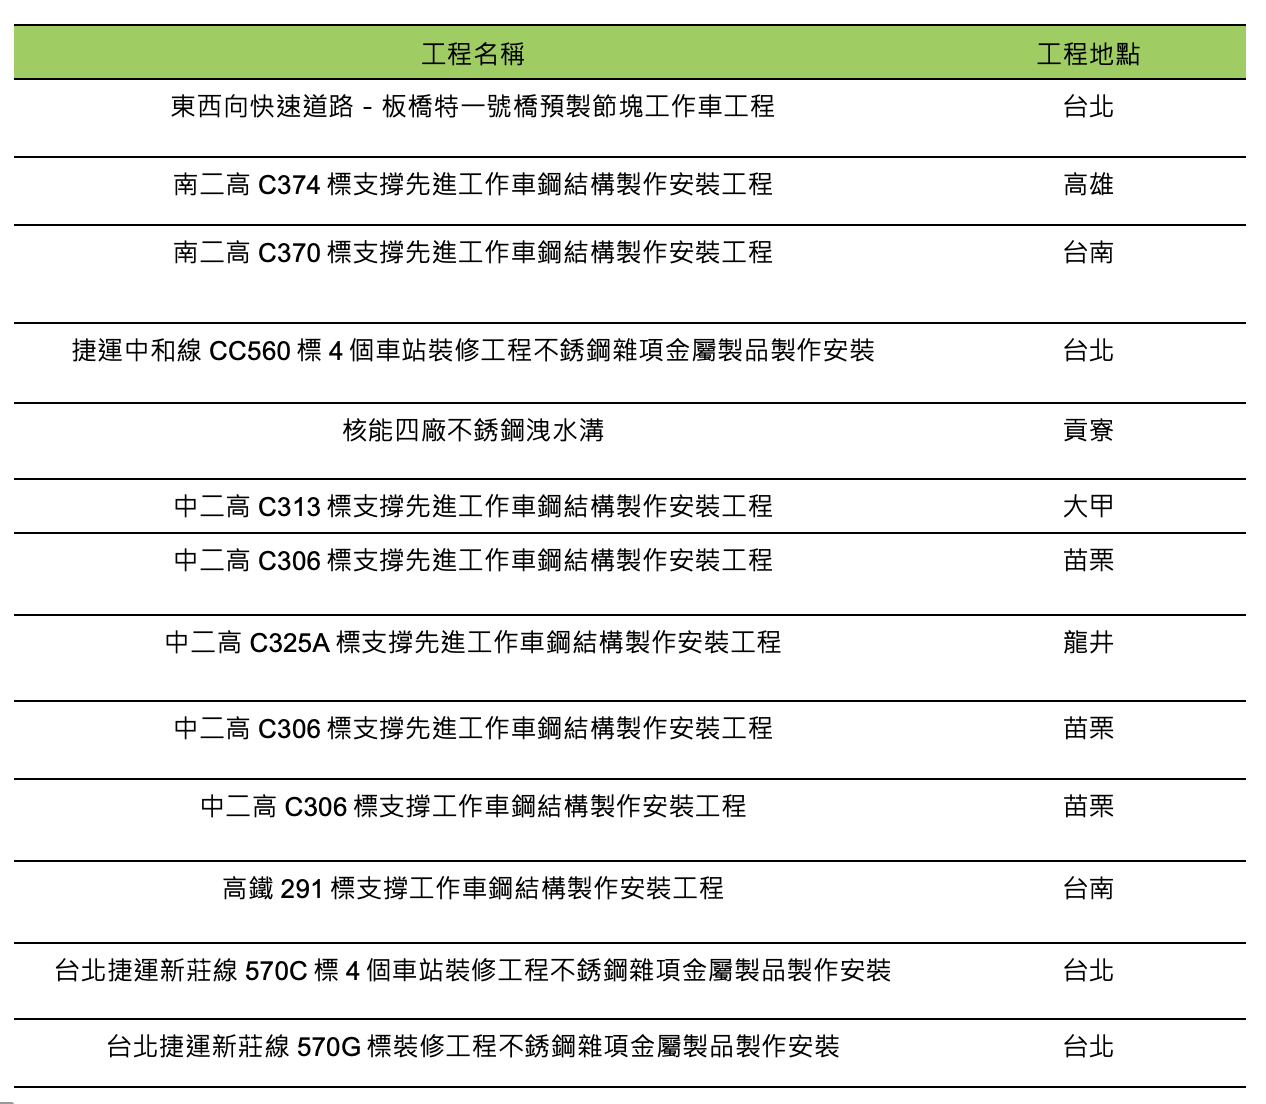 工程名稱 工程地點
東西向快速道路 - 板橋特一號橋預製節塊工作車工程 台北
南二高 C374 標支撐先進工作車鋼結構製作安裝工程 高雄
南二高 C370 標支撐先進工作車鋼結構製作安裝工程 台南
捷運中和線 CC560 標 4 個車站裝修工程不銹鋼雜項金屬製品製作安裝 台北
核能四廠不銹鋼洩水溝 貢寮
中二高 C313 標支撐先進工作車鋼結構製作安裝工程 大甲
中二高 C306 標支撐先進工作車鋼結構製作安裝工程 苗栗
中二高 C325A 標支撐先進工作車鋼結構製作安裝工程 龍井
中二高 C306 標支撐先進工作車鋼結構製作安裝工程 苗栗
中二高 C306 標支撐工作車鋼結構製作安裝工程 苗栗
高鐵 291 標支撐工作車鋼結構製作安裝工程 台南
台北捷運新莊線 570C 標 4 個車站裝修工程不銹鋼雜項金屬製品製作安裝 台北
台北捷運新莊線 570G 標裝修工程不銹鋼雜項金屬製品製作安裝 台北